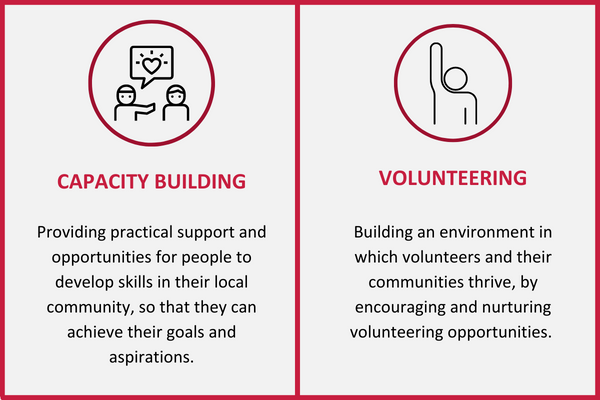 CAPACITY BUILDING
Providing practical support and
opportunities for people to
develop skills in their local
community, so that they can
achieve their goals and
aspirations.
VOLUNTEERING
Building an environment in
which volunteers and their
communities thrive, by
encouraging and nurturing
volunteering opportunities.